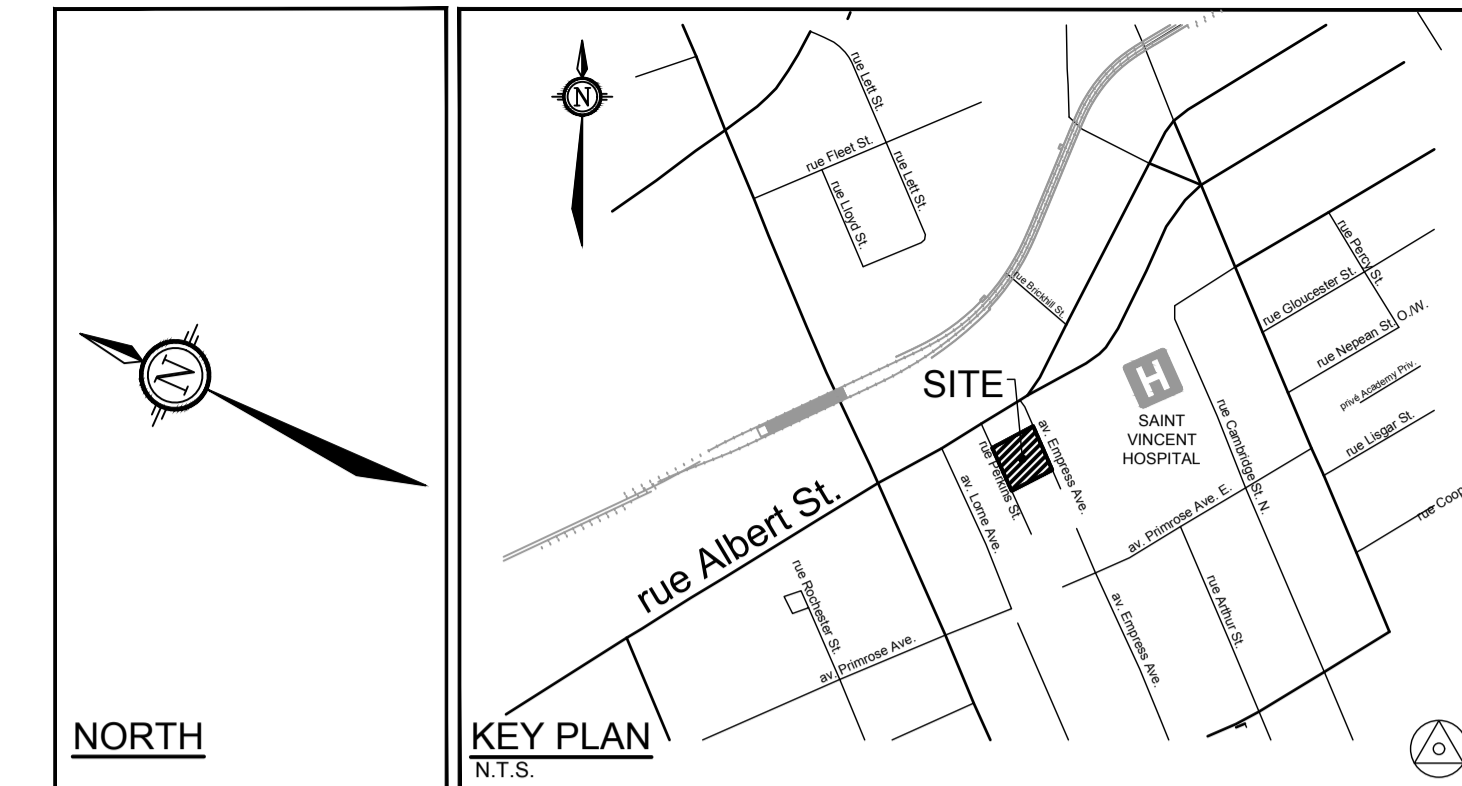 N
NORTH
N
rue Lett St.
rue Fleet St.
rue Lett St.
rue Lloyd St.
rue Brickhill St.
rue Percy St.
rue Gloucester St.
O./W.
rue Nepean St.
privé Academy Priv.
rue Lisgar St.
H
SAINT
VINCENT
HOSPITAL
rue Cambridge St. N.
SITE
av. Empress Ave.
rue Perkins St.
av. Lorne Ave.
rue Albert St.
av. Primrose Ave. E.
rue Coop
rue Rochester St.
av. Primrose Ave.
av. Empress Ave.
rue Arthur St.
KEY PLAN
N.T.S.